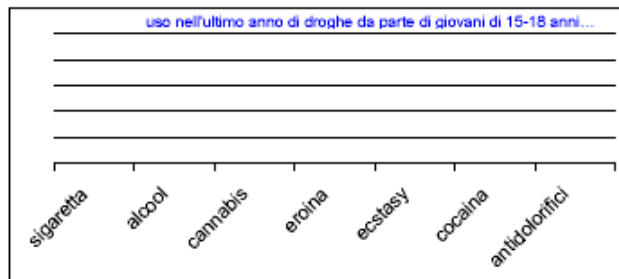 uso nell'ultimo anno di droghe da parte di giovani di 15-18 anni...
sigaretta
alcool
cannabis
eroina
ecstasy
cocaina
antidolorifici